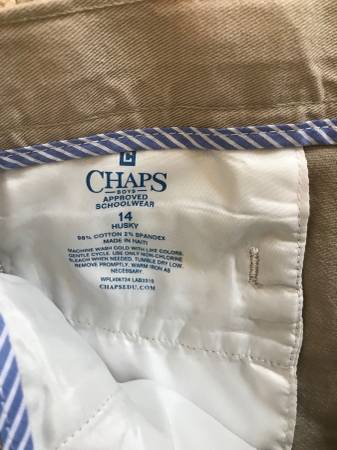 CHAPS
BOYS
APPROVED
SCHOOLWEAR
14
HUSKY
98% COTTON 2% SPANDEX
MADE IN HAITI
MACHINE WASH COLD WITH LIKE COLORS,
GENTLE CYCLE. USE ONLY NON-CHLORINE
BLEACH WHEN NEEDED. TUMBLE DRY LOW.
REMOVE PROMPTLY. WARM IRON AS
NECESSARY
CHAPSEDU.COM